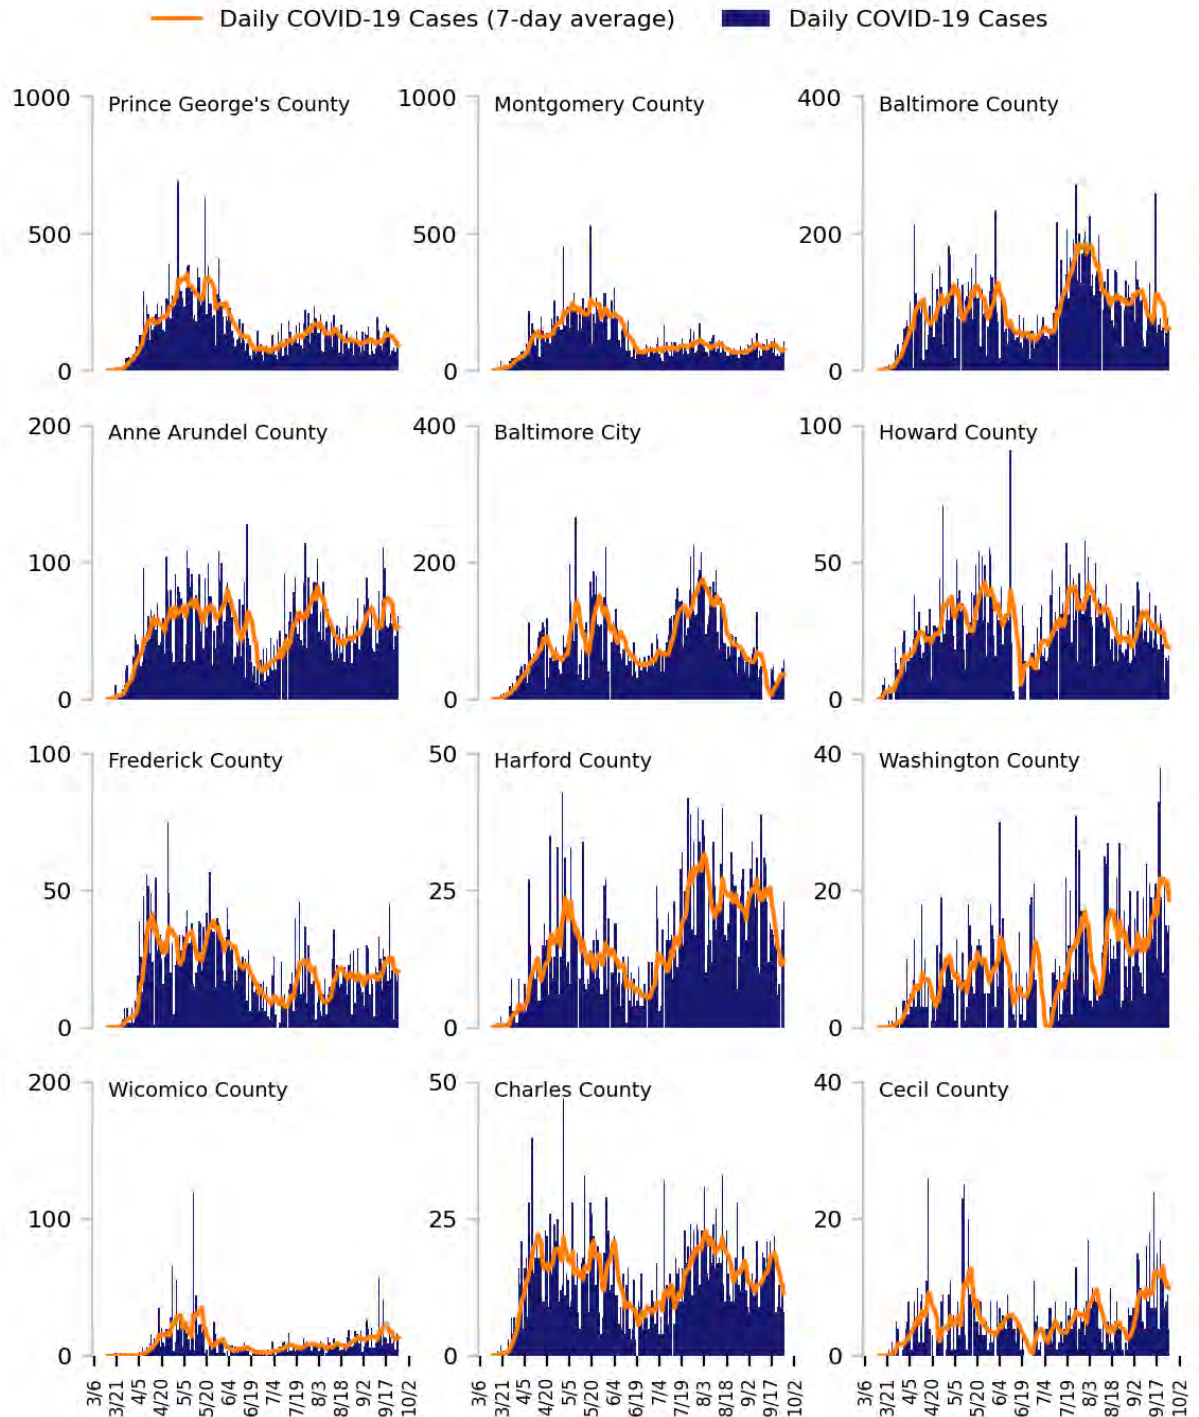 Daily COVID-19 Cases (7-day average) Daily COVID-19 Cases
1000 Prince George's County 1000 Montgomery County 400 Baltimore County
500 500 200
0 0 0
200 Anne Arundel County 400 Baltimore City 100 Howard County
100 200 50
0 0 0
100 Frederick County 50 Harford County 40 Washington County
50 25 20
0 0 0
200 Wicomico County 50 Charles County 40 Cecil County
100 25 20
0 0 0
3/6 3/21 4/5 4/20 5/5 5/20 6/4 6/19 7/4 7/19 8/3 8/18 9/2 9/17 10/2 3/6 3/21 4/5 4/20 5/5 5/20 6/4 6/19 7/4 7/19 8/3 8/18 9/2 9/17 10/2 3/6 3/21 4/5 4/20 5/5 5/20 6/4 6/19 7/4 7/19 8/3 8/18 9/2 9/17 10/2